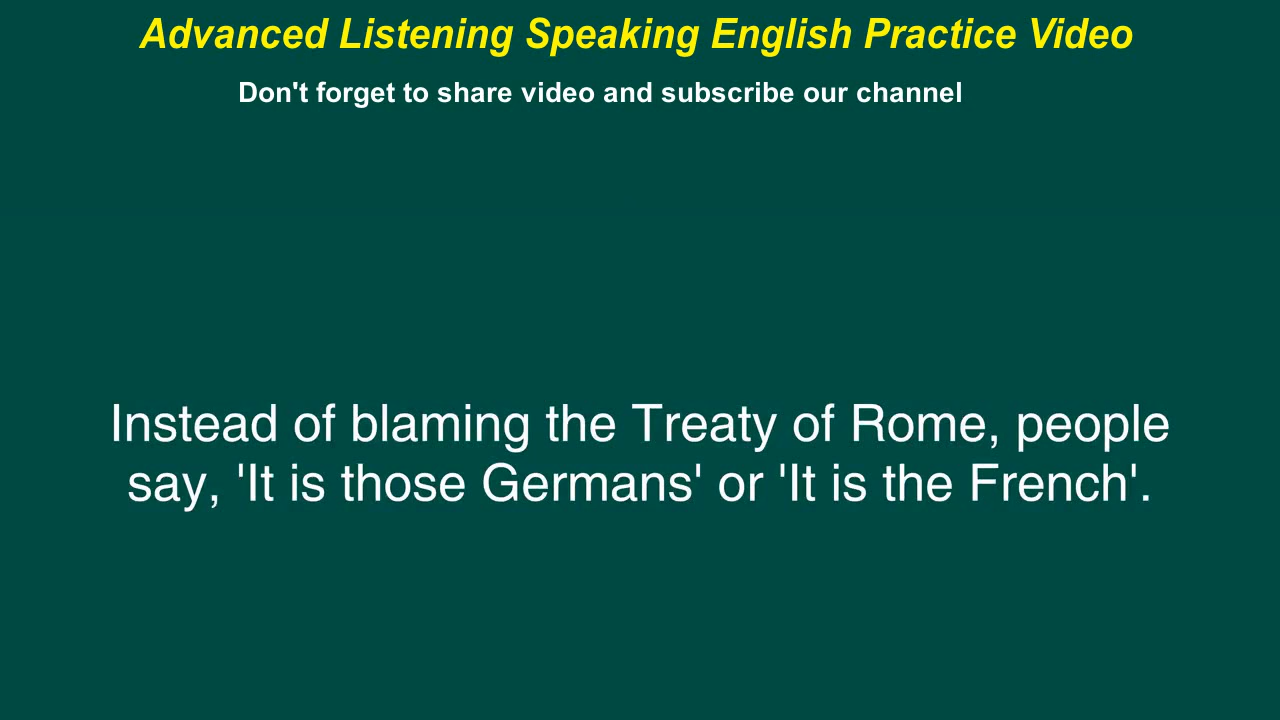 Advanced Listening Speaking English Practice Video
Don't forget to share video and subscribe our channel
Instead of blaming the Treaty of Rome, people
say, 'It is those Germans' or 'It is the French'.